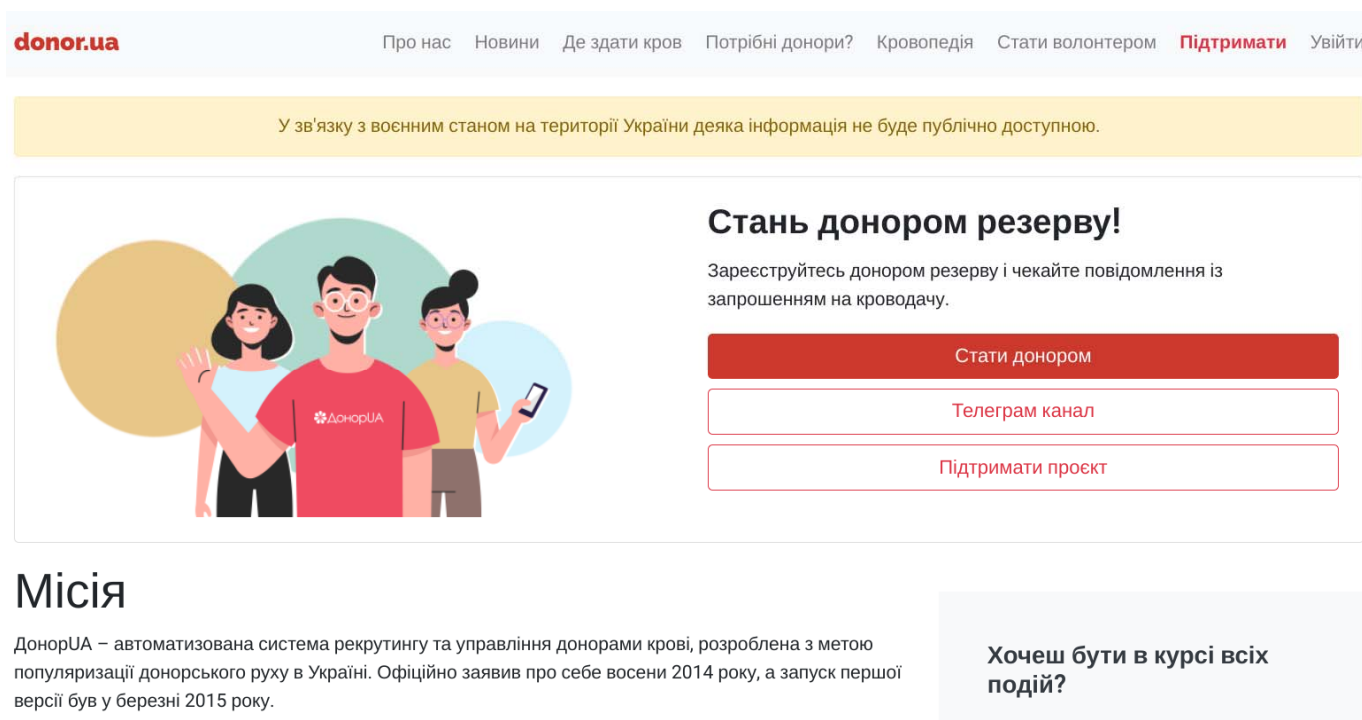 donor.ua
Про нас Новини Де здати кров Потрібні донори? Кровопедія Стати волонтером Підтримати Увійти
У зв'язку з воєнним станом на території України деяка інформація не буде публічно доступною.
ДонорUA
Стань донором резерву!
Зареєструйтесь донором резерву і чекайте повідомлення із
запрошенням на кроводачу.
Стати донором
Телеграм канал
Підтримати проєкт
Місія
ДонорUA – автоматизована система рекрутингу та управління донорами крові, розроблена з метою
популяризації донорського руху в Україні. Офіційно заявив про себе восени 2014 року, а запуск першої
версії був у березні 2015 року.
Хочеш бути в курсі всіх
подій?